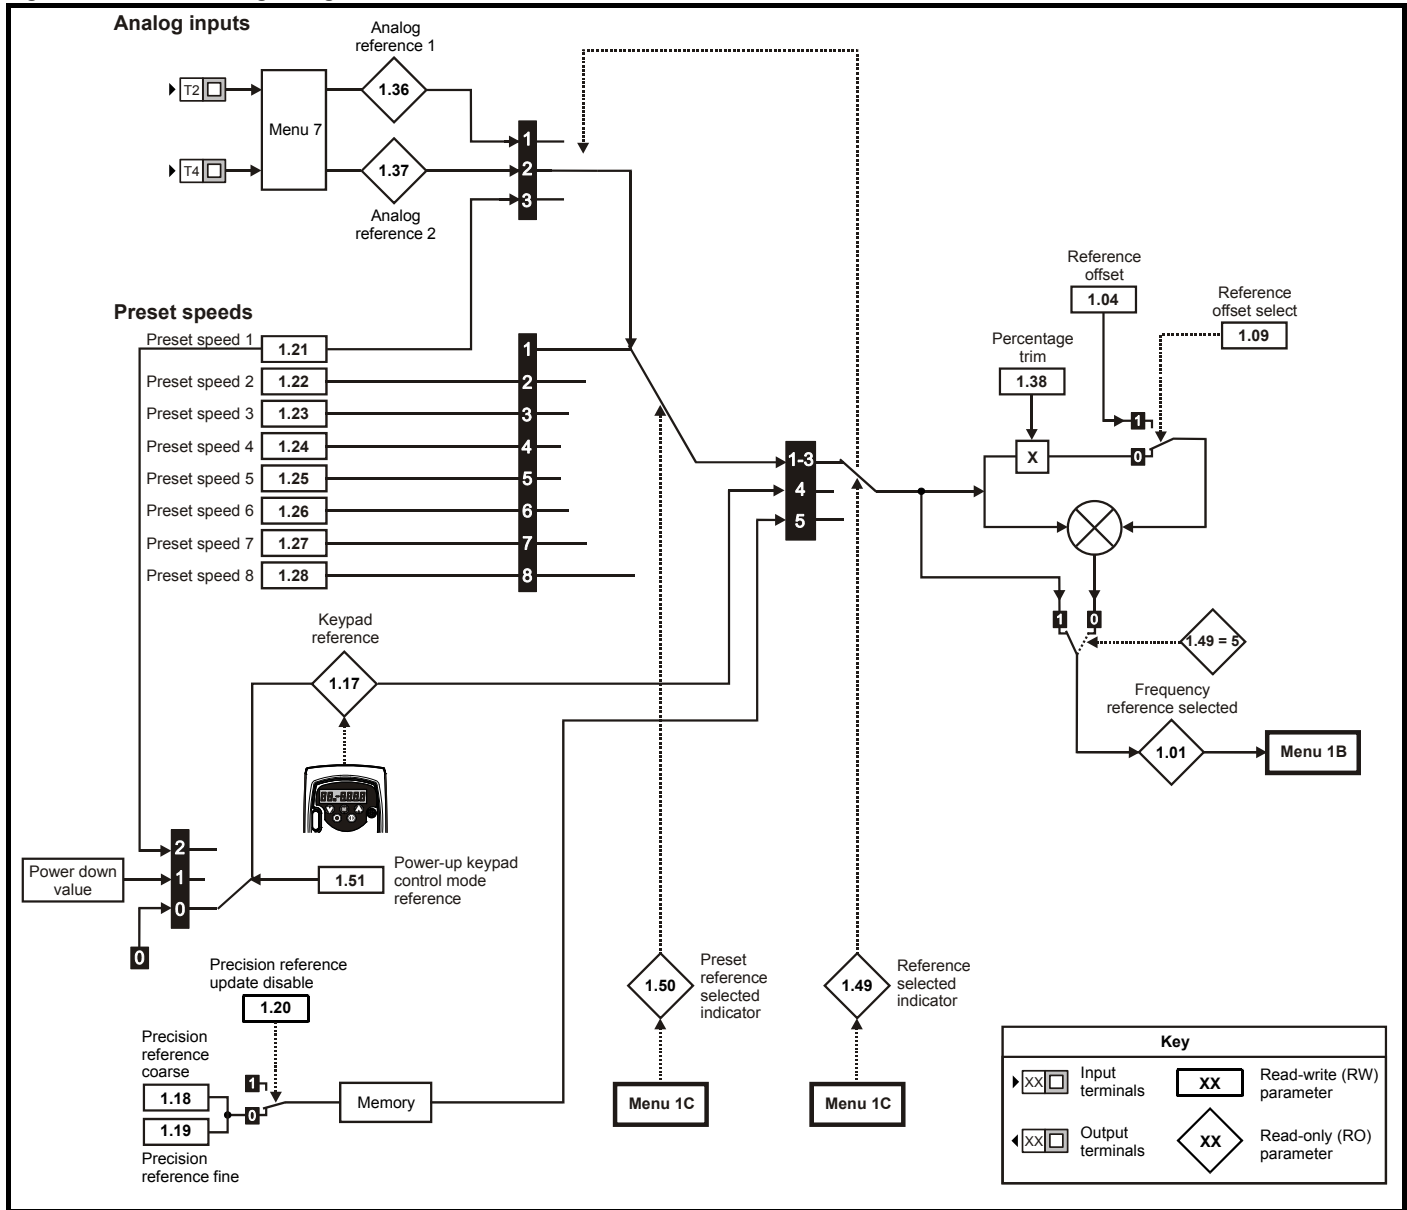 Analog inputs
Analog
reference 1
T2
1.36
Menu 7
1
T4
1.37
2
3
Analog
reference 2
Reference
offset
1.04
Reference
offset select
1.09
Preset speeds
Percentage
trim
1.38
Preset speed 1
1.21
1
Preset speed 2
1.22
2
Preset speed 3
1.23
3
Preset speed 4
1.24
4
Preset speed 5
1.25
5
Preset speed 6
1.26
6
Preset speed 7
1.27
7
Preset speed 8
1.28
8
1-3
4
5
X
1
0
1
0
1.49 = 5
Keypad
reference
1.17
Frequency
reference selected
1.01
Menu 1B
2
1
0
Power down
value
0
1.51
Power-up keypad
control mode
reference
Precision reference
update disable
1.20
Precision
reference
coarse
1.18
1.19
Precision
reference fine
1
0
Memory
1.50
Preset
reference
selected
indicator
Menu 1C
1.49
Reference
selected
indicator
Menu 1C
Key
XX
Input
terminals
XX
Read-write (RW)
parameter
XX
Output
terminals
XX
Read-only (RO)
parameter